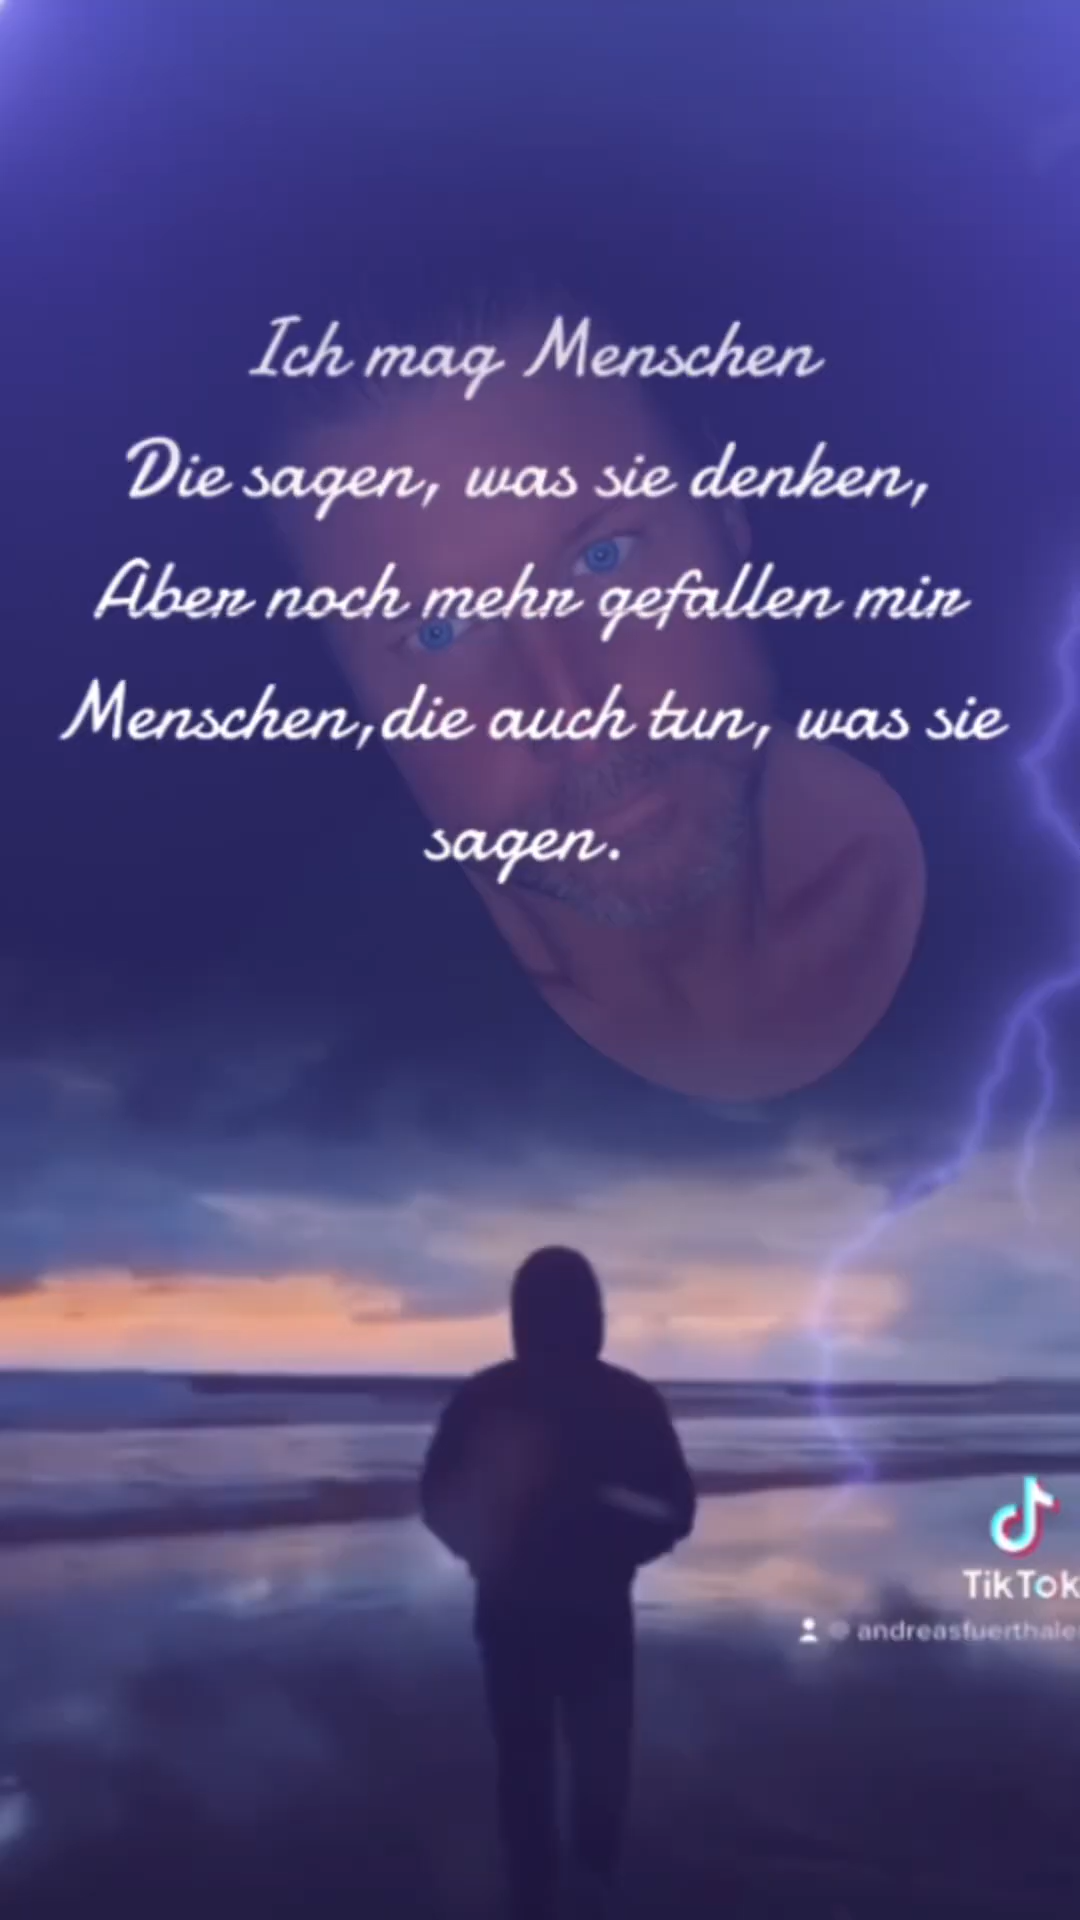 Ich mag Menschen
Die sagen, was sie denken,
Aber noch mehr gefallen mir
Menschen,die auch tun, was sie
sagen.
TikTok
@ andreasfuerthale